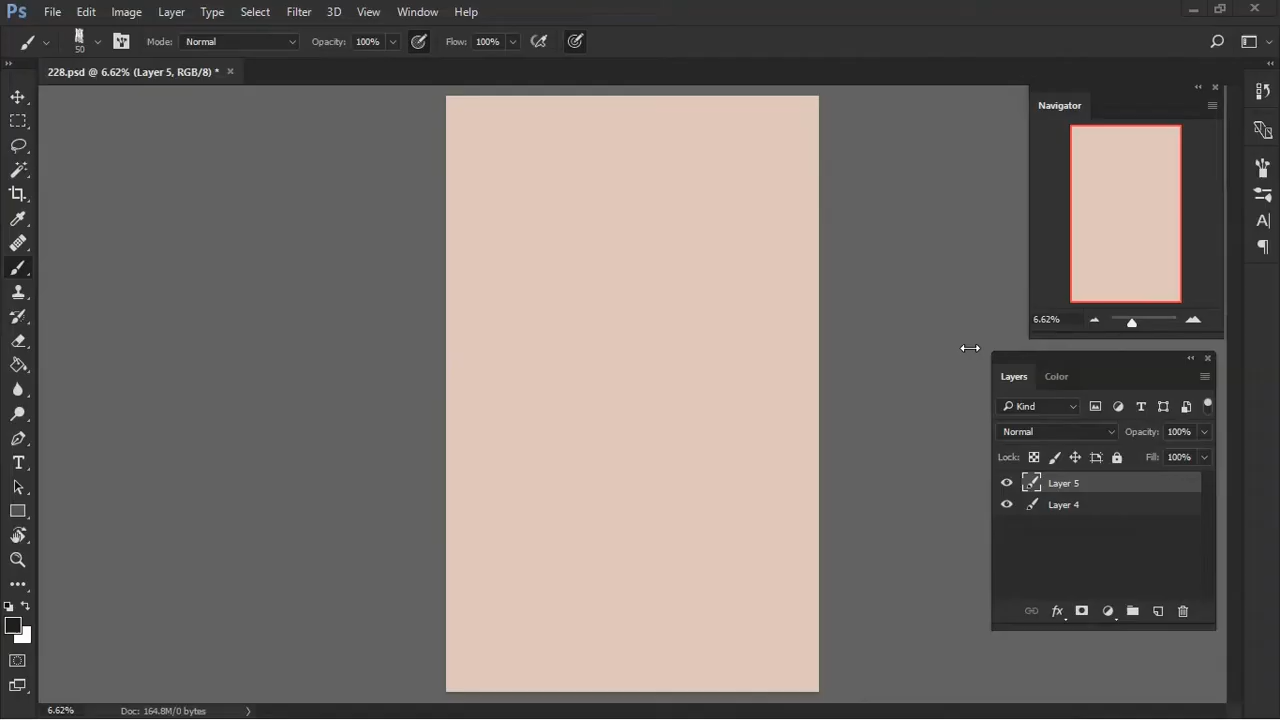 Ps File Edit Image Layer Type Select Filter 3D View Window Help
50 Mode: Normal Opacity: 100% Flow: 100%
228.psd @ 6.62% (Layer 5, RGB/8) *
Navigator
6.62%
Layers Color
Kind
Normal Opacity: 100%
Lock: Fill: 100%
Layer 5
Layer 4
6.62% Doc: 164.8M/0 bytes